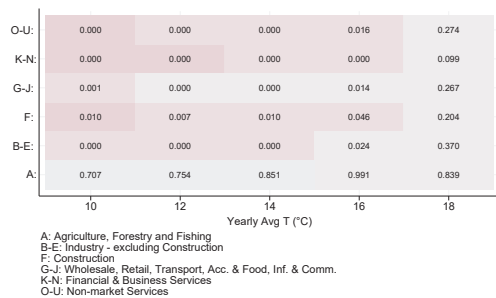 O-U: 0.000 0.000 0.000 0.016 0.274
K-N: 0.000 0.000 0.000 0.000 0.099
G-J: 0.001 0.000 0.000 0.014 0.267
F: 0.010 0.007 0.010 0.046 0.204
B-E: 0.000 0.000 0.000 0.024 0.370
A: 0.707 0.754 0.851 0.991 0.839
10 12 14 16 18
Yearly Avg T (°C)
A: Agriculture, Forestry and Fishing
B-E: Industry - excluding Construction
F: Construction
G-J: Wholesale, Retail, Transport, Acc. & Food, Inf. & Comm.
K-N: Financial & Business Services
O-U: Non-market Services